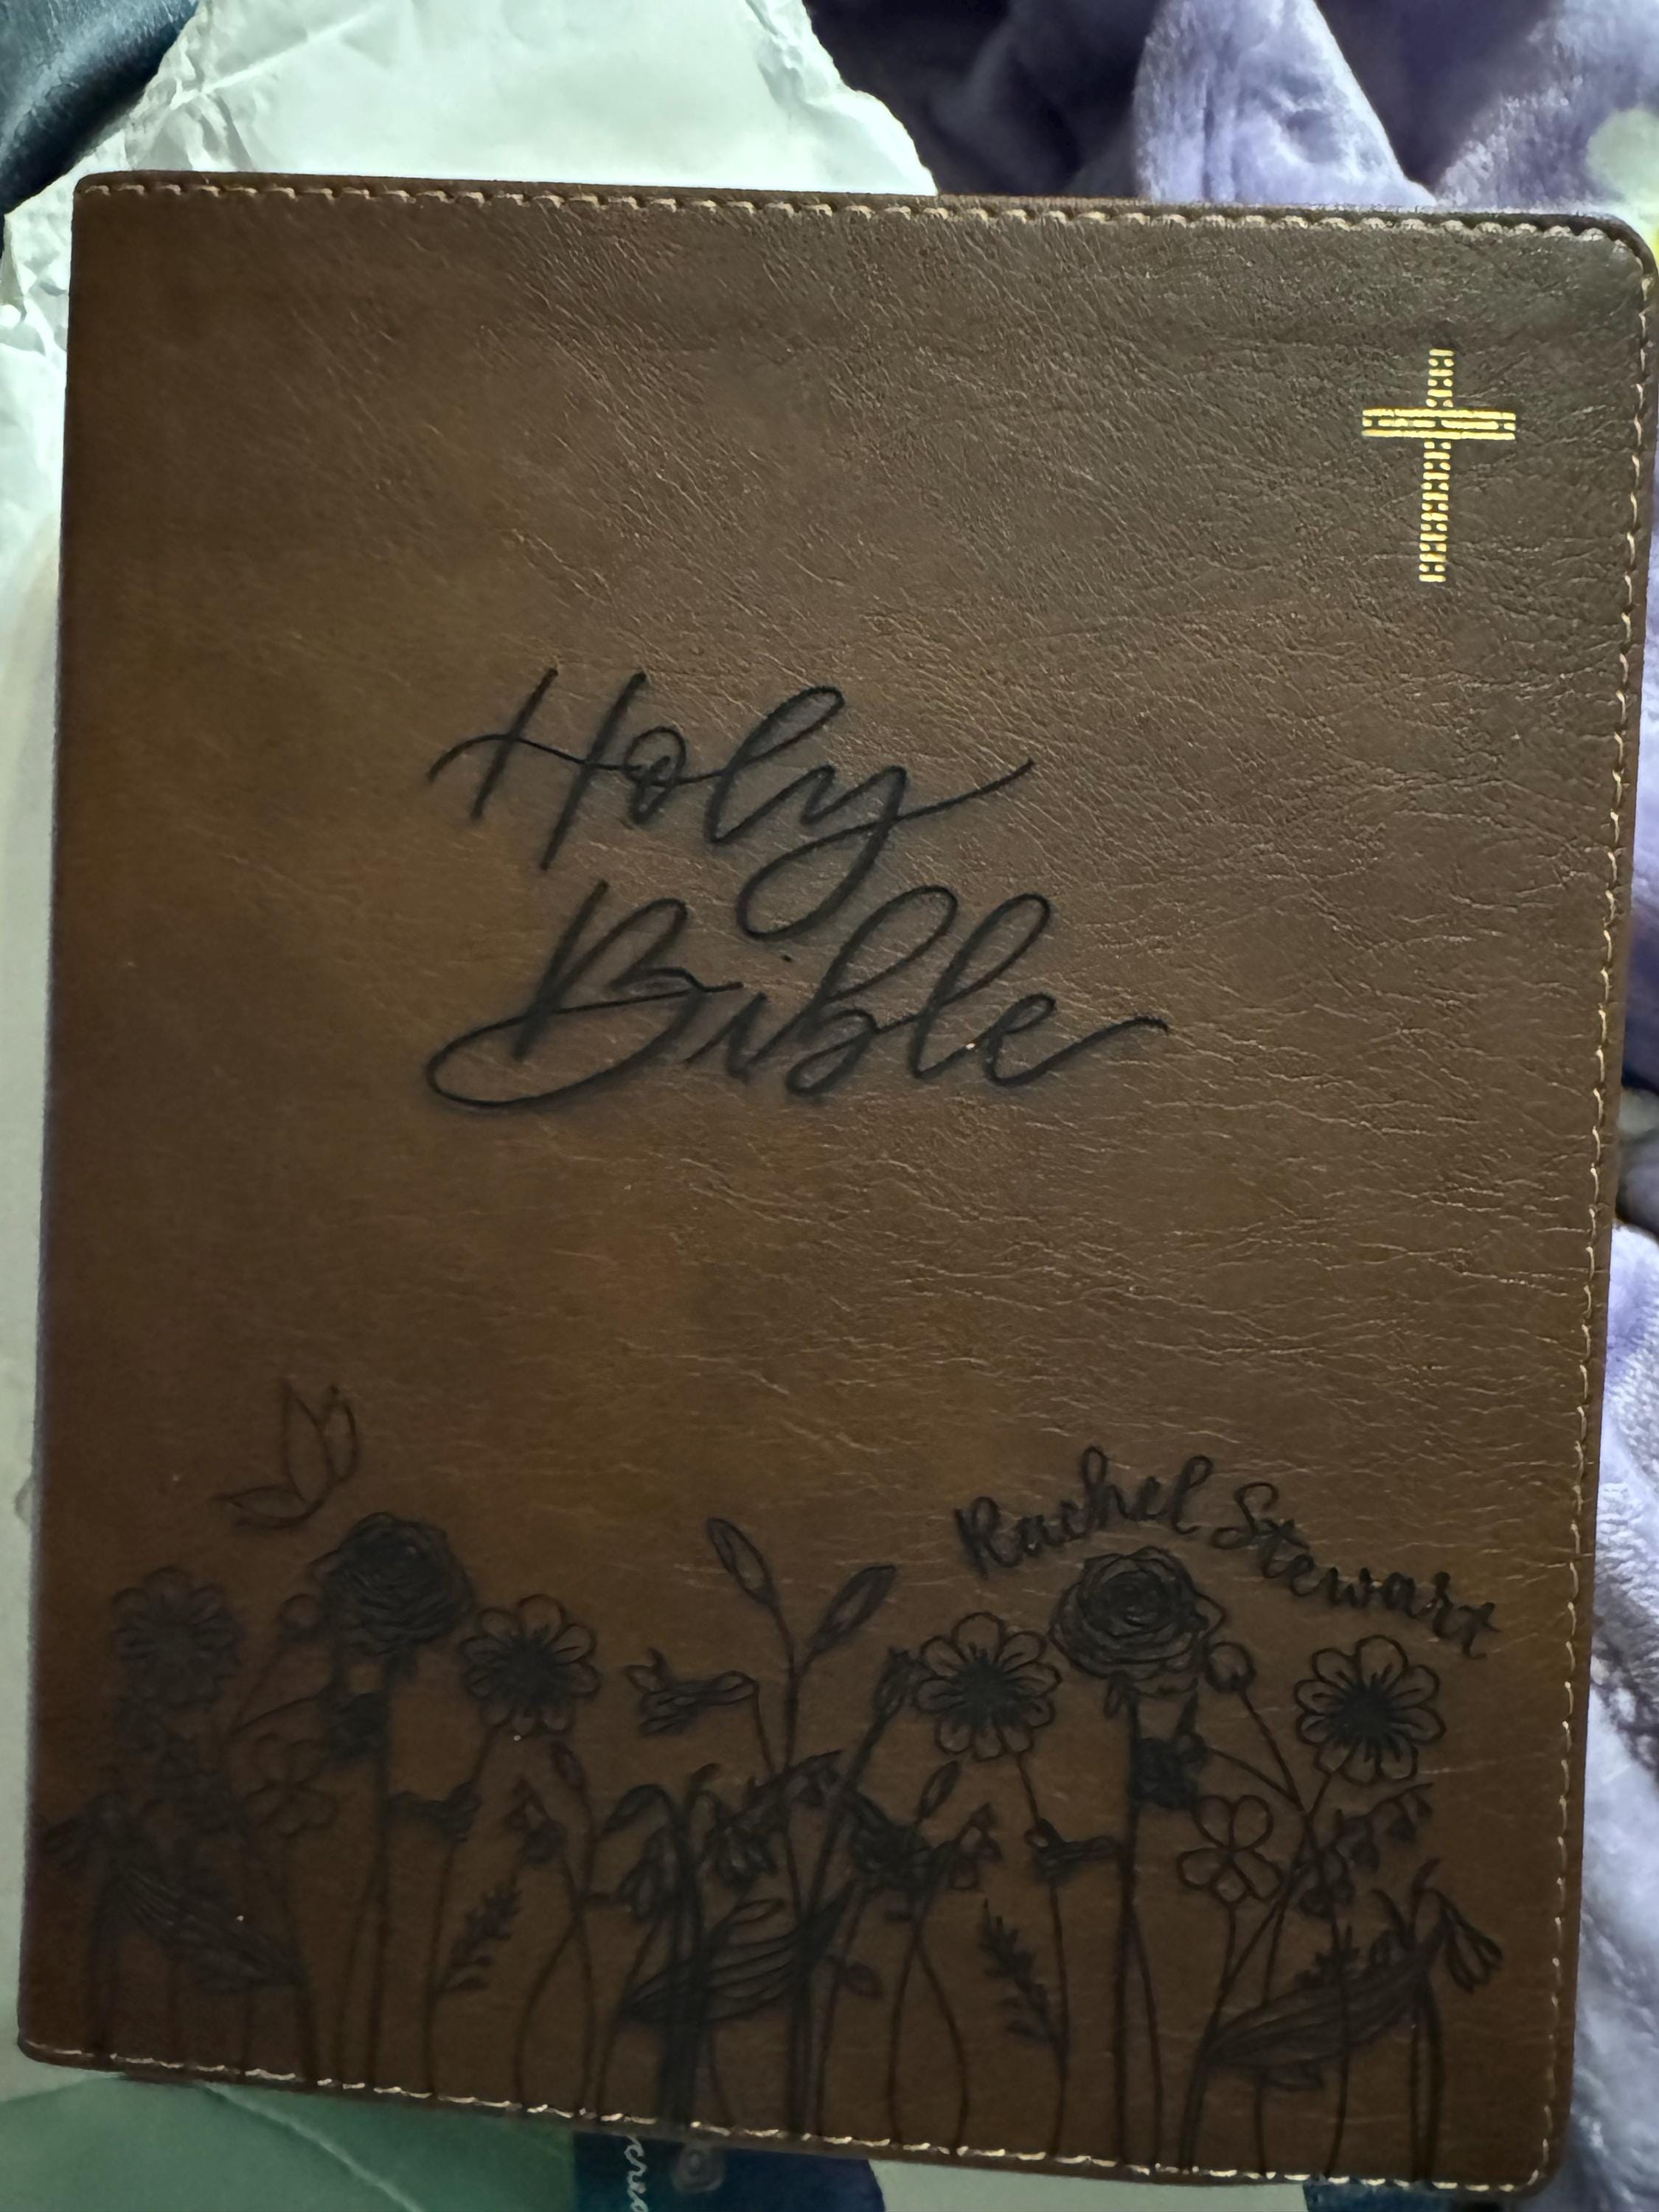 Holy
Bible
Rachel Stewart